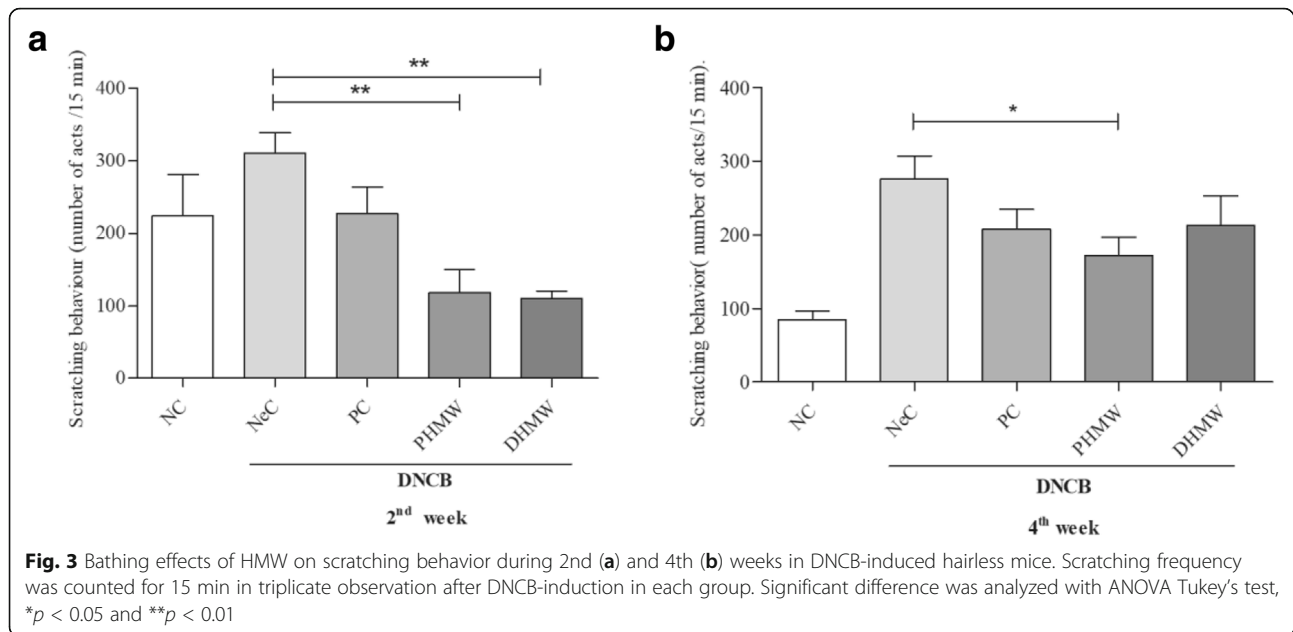 a
Scratching behaviour (number of acts /15 min)
400
300
200
100
0
**
**
NC
NeC
PC
PHMW
DHMW
DNCB
2nd week
b
Scratching behavior( number of acts/15 min).
400
300
200
100
0
*
NC
NeC
PC
PHMW
DHMW
DNCB
4th week
Fig. 3 Bathing effects of HMW on scratching behavior during 2nd (a) and 4th (b) weeks in DNCB-induced hairless mice. Scratching frequency
was counted for 15 min in triplicate observation after DNCB-induction in each group. Significant difference was analyzed with ANOVA Tukey's test,
*p < 0.05 and **p < 0.01